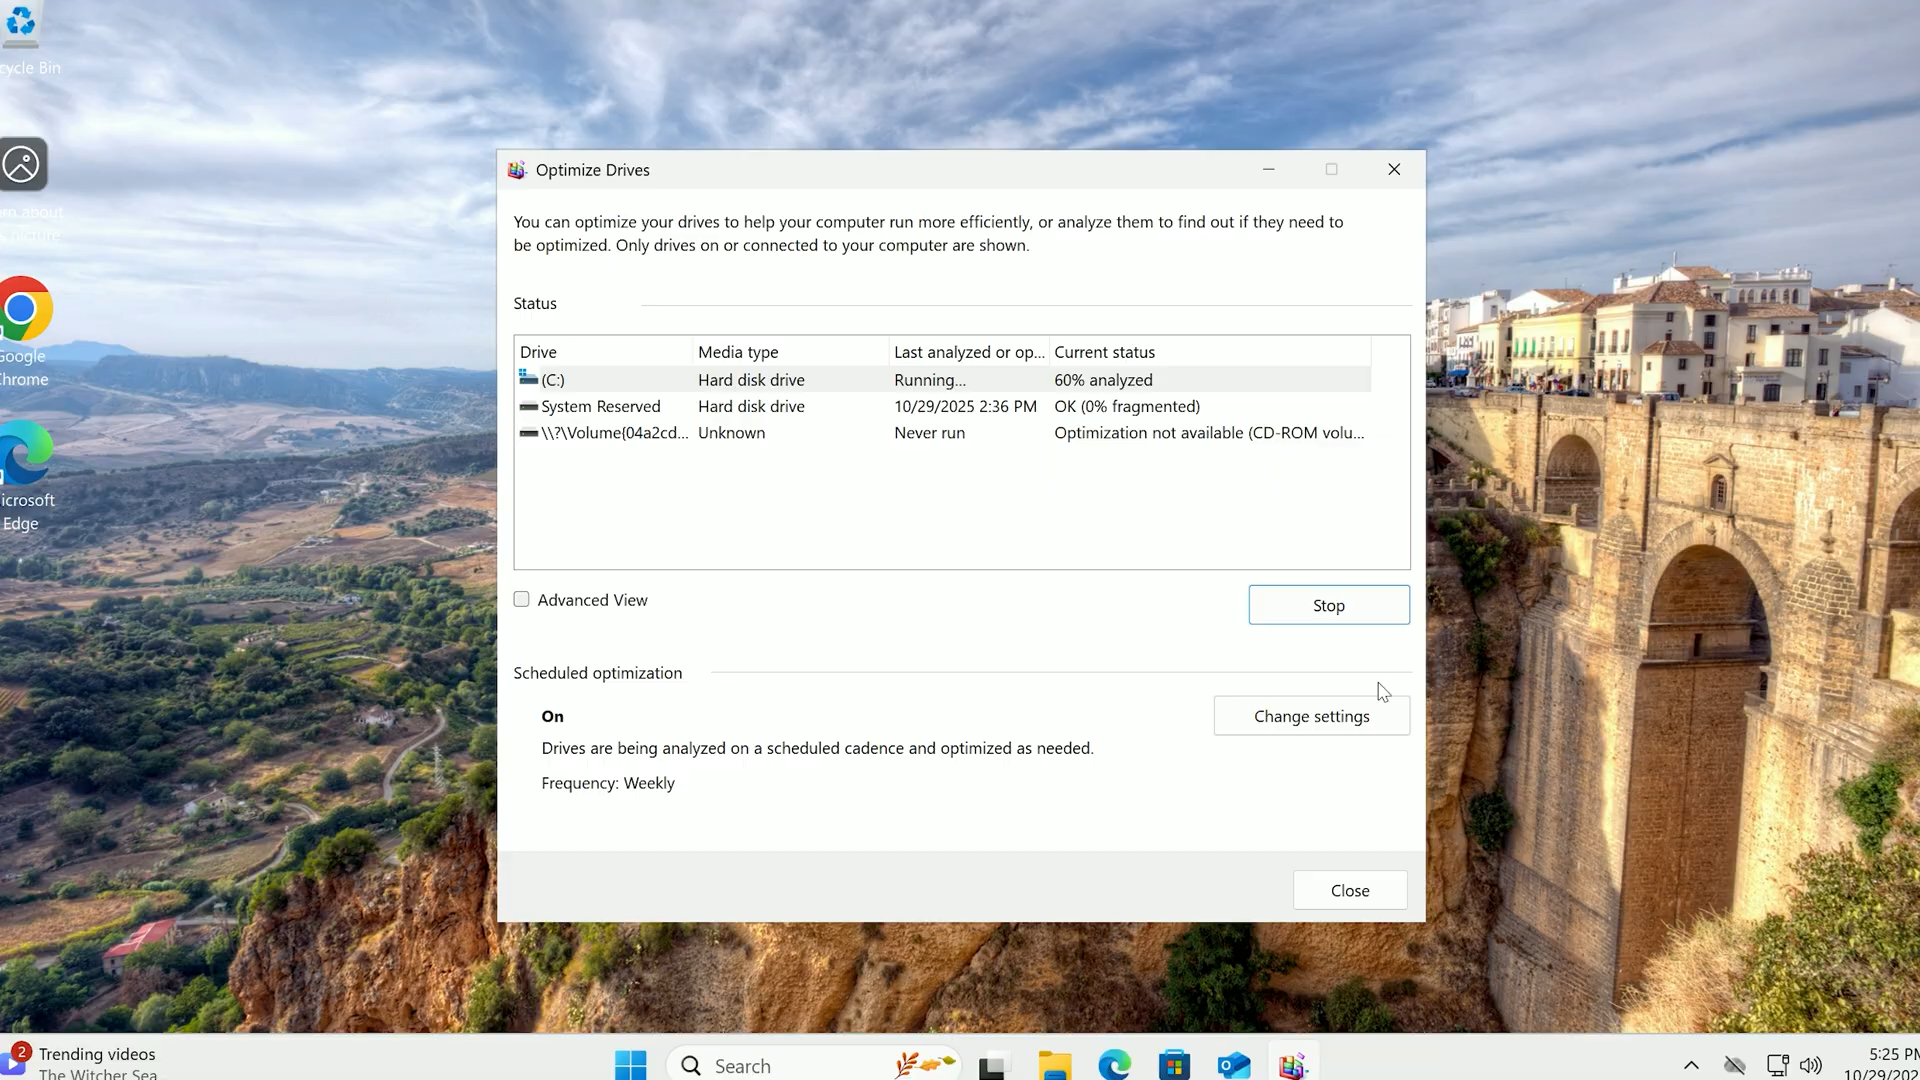 cycle Bin
Google
Chrome
icrosoft
Edge
Optimize Drives
You can optimize your drives to help your computer run more efficiently, or analyze them to find out if they need to
be optimized. Only drives on or connected to your computer are shown.
Status
Drive Media type Last analyzed or op... Current status
(C:) Hard disk drive Running... 60% analyzed
System Reserved Hard disk drive 10/29/2025 2:36 PM OK (0% fragmented)
\\?\Volume{04a2cd... Unknown Never run Optimization not available (CD-ROM volu...
Advanced View
Stop
Scheduled optimization
On
Change settings
Drives are being analyzed on a scheduled cadence and optimized as needed.
Frequency: Weekly
Close
2
Trending videos
The Witcher Sea
Search
5:25 PM
10/29/202